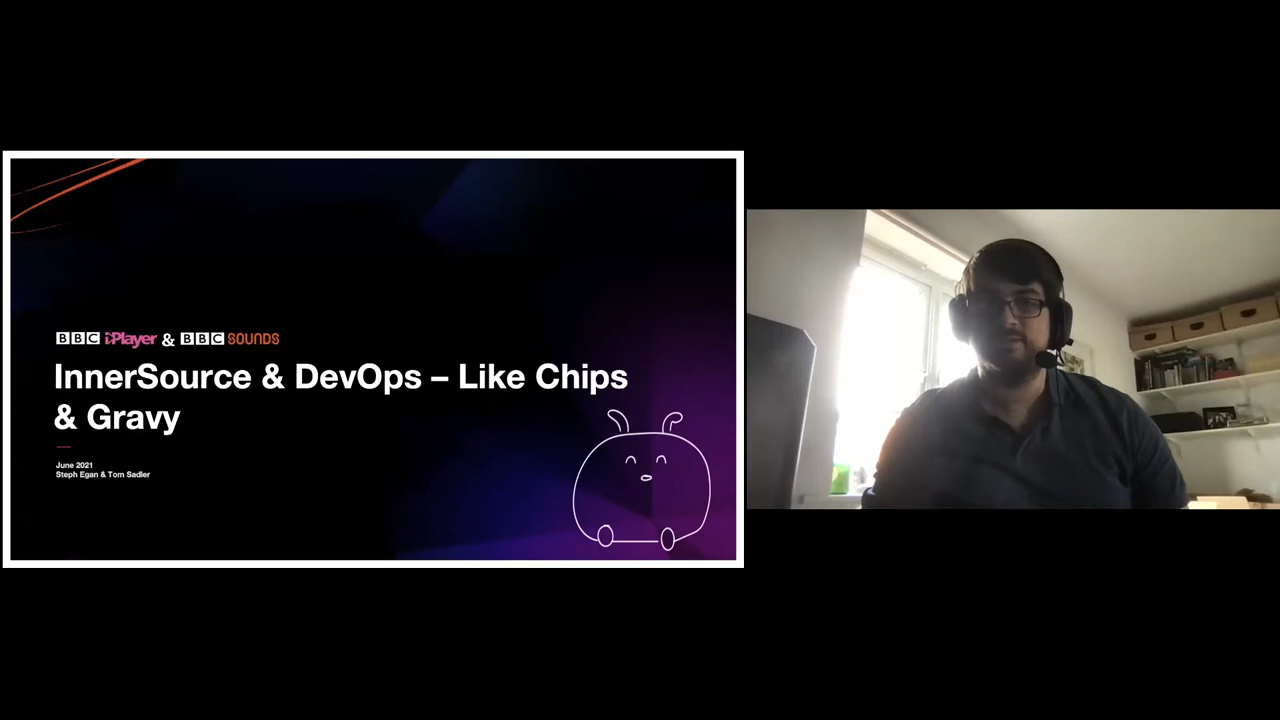 BBC iPlayer & BBC SOUNDS
InnerSource & DevOps – Like Chips
& Gravy
June 2021
Steph Egan & Tom Sadler